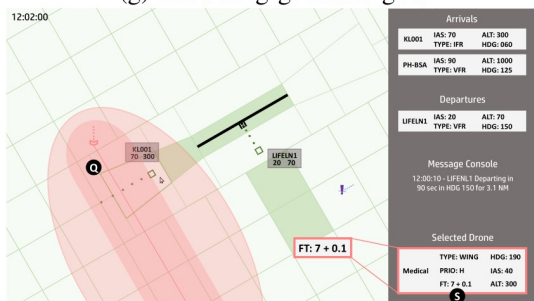 (g)
12:02:00
KL001
70 300
Q
H
LIFELN1
20 70
FT: 7 + 0.1
Arrivals
KL001 IAS: 70 ALT: 300
TYPE: IFR HDG: 060
PH-BSA IAS: 90 ALT: 1000
TYPE: VFR HDG: 125
Departures
LIFELN1 IAS: 20 ALT: 70
TYPE: VFR HDG: 150
Message Console
12:00:10 - LIFELN1 Departing in
90 sec in HDG 150 for 3.1 NM
Selected Drone
TYPE: WING HDG: 190
Medical PRIO: H IAS: 40
FT: 7 + 0.1 ALT: 300
S